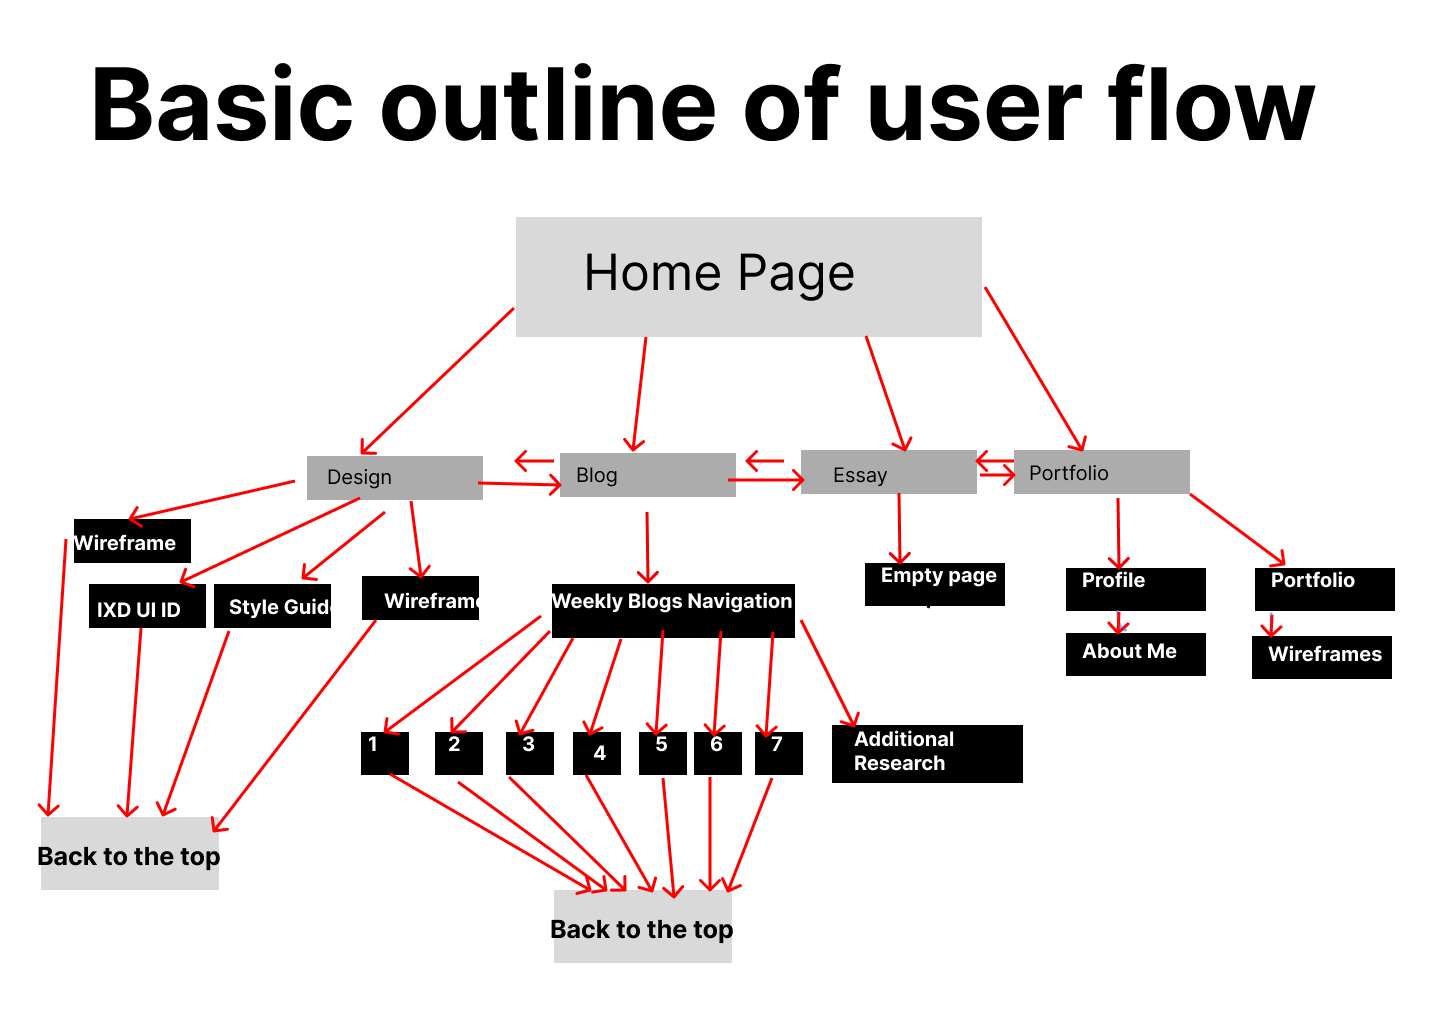 Basic outline of user flow
Home Page
Design
Blog
Essay
Portfolio
Wireframe
IXD UI ID
Style Guide
Wireframe
Weekly Blogs Navigation
Empty page
Profile
Portfolio
About Me
Wireframes
1
2
3
4
5
6
7
Additional
Research
Back to the top
Back to the top